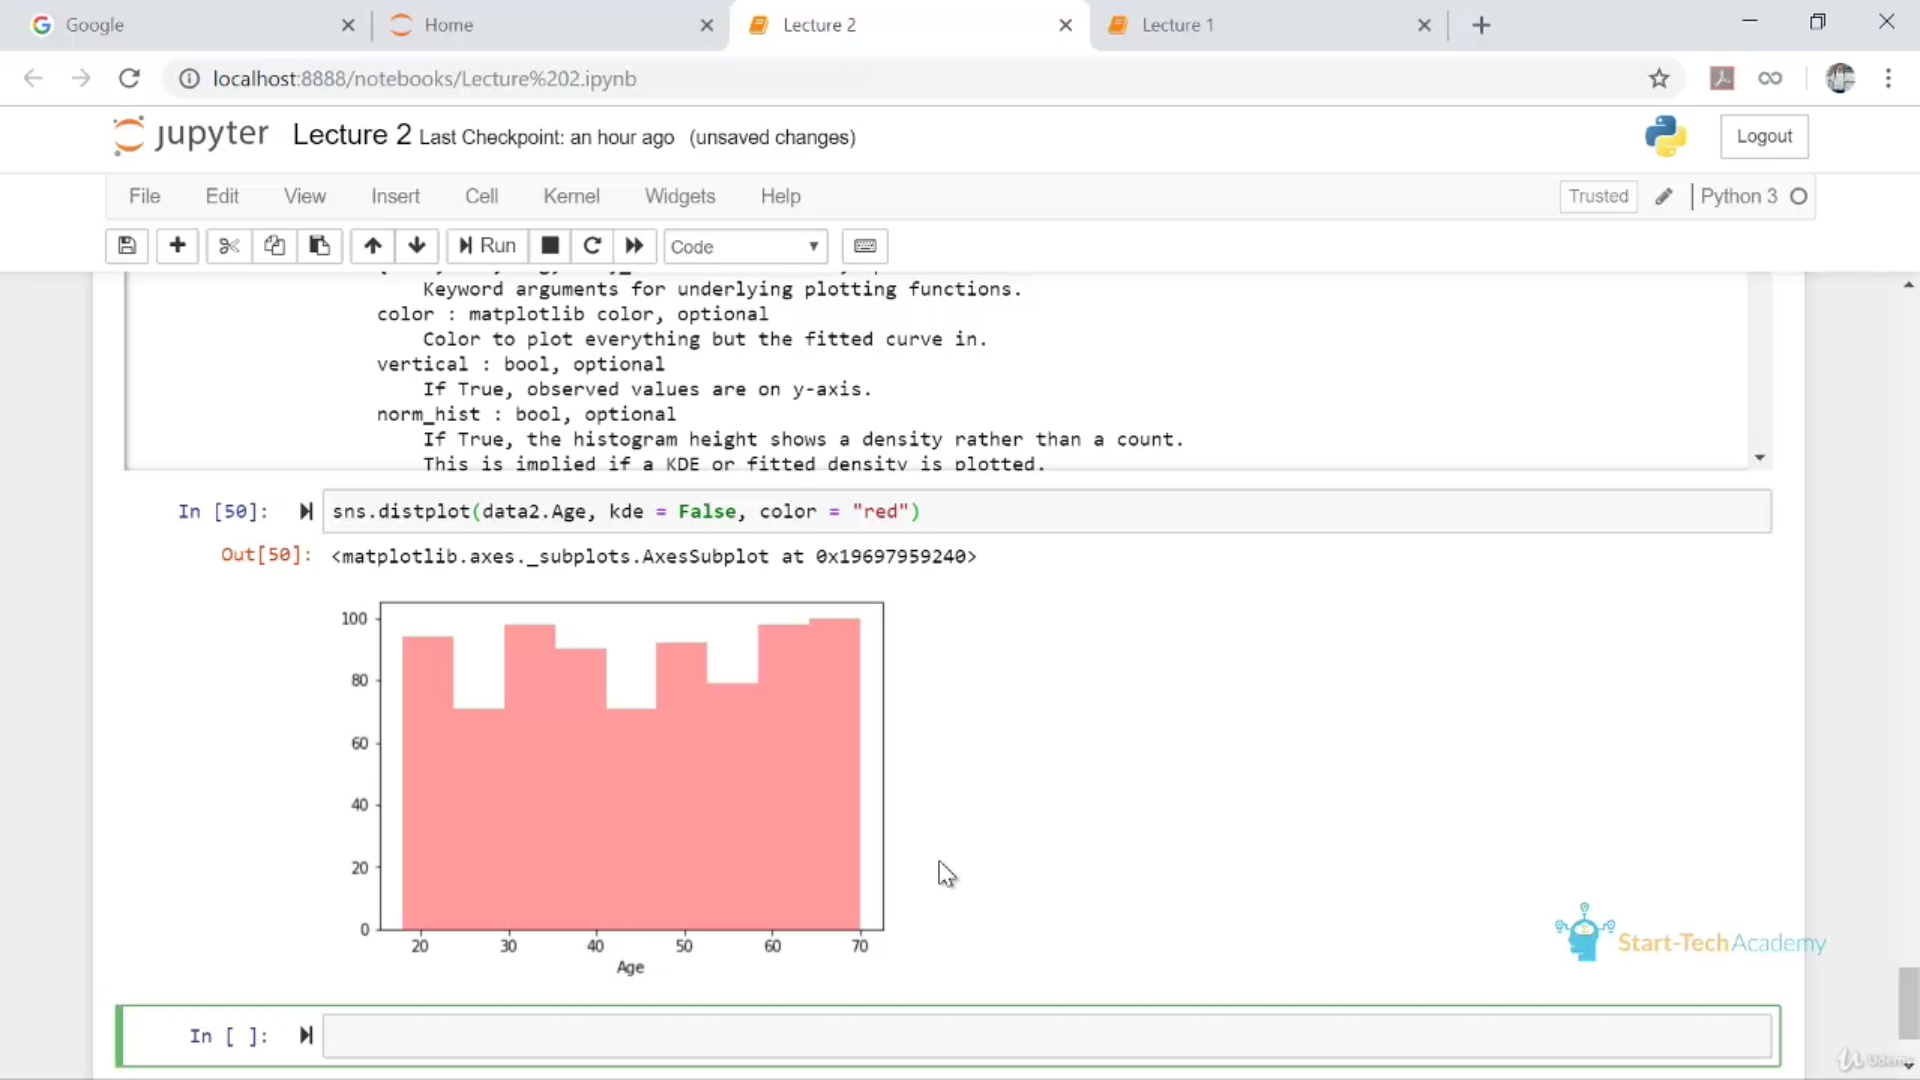 Google
Home
Lecture 2
Lecture 1
localhost:8888/notebooks/Lecture%202.ipynb
jupyter Lecture 2 Last Checkpoint: an hour ago (unsaved changes)
Logout
File Edit View Insert Cell Kernel Widgets Help
Trusted
Python 3
Run
Code
Keyword arguments for underlying plotting functions.
color : matplotlib color, optional
Color to plot everything but the fitted curve in.
vertical : bool, optional
If True, observed values are on y-axis.
norm_hist : bool, optional
If True, the histogram height shows a density rather than a count.
This is implied if a KDE or fitted density is plotted.
In [50]: sns.distplot(data2.Age, kde = False, color = "red")
Out[50]: <matplotlib.axes._subplots.AxesSubplot at 0x19697959240>
100
80
60
40
20
0
20 30 40 50 60 70
Age
Start-TechAcademy
In [ ]:
Udemy